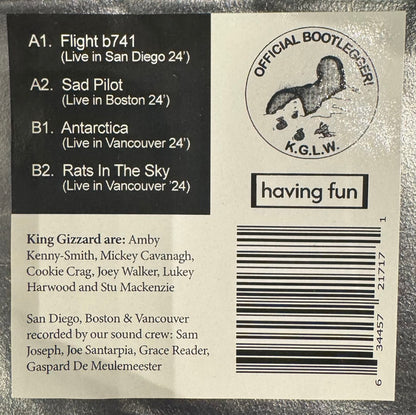 A1. Flight b741
(Live in San Diego 24')
A2. Sad Pilot
(Live in Boston 24')
B1. Antarctica
(Live in Vancouver 24')
B2. Rats In The Sky
(Live in Vancouver '24)
OFFICIAL BOOTLEGGER!
K.G.L.W.
having fun
King Gizzard are: Amby
Kenny-Smith, Mickey Cavanagh,
Cookie Crag, Joey Walker, Lukey
Harwood and Stu Mackenzie
San Diego, Boston & Vancouver
recorded by our sound crew: Sam
Joseph, Joe Santarpia, Grace Reader,
Gaspard De Meulemeester
6 34457 21717 1